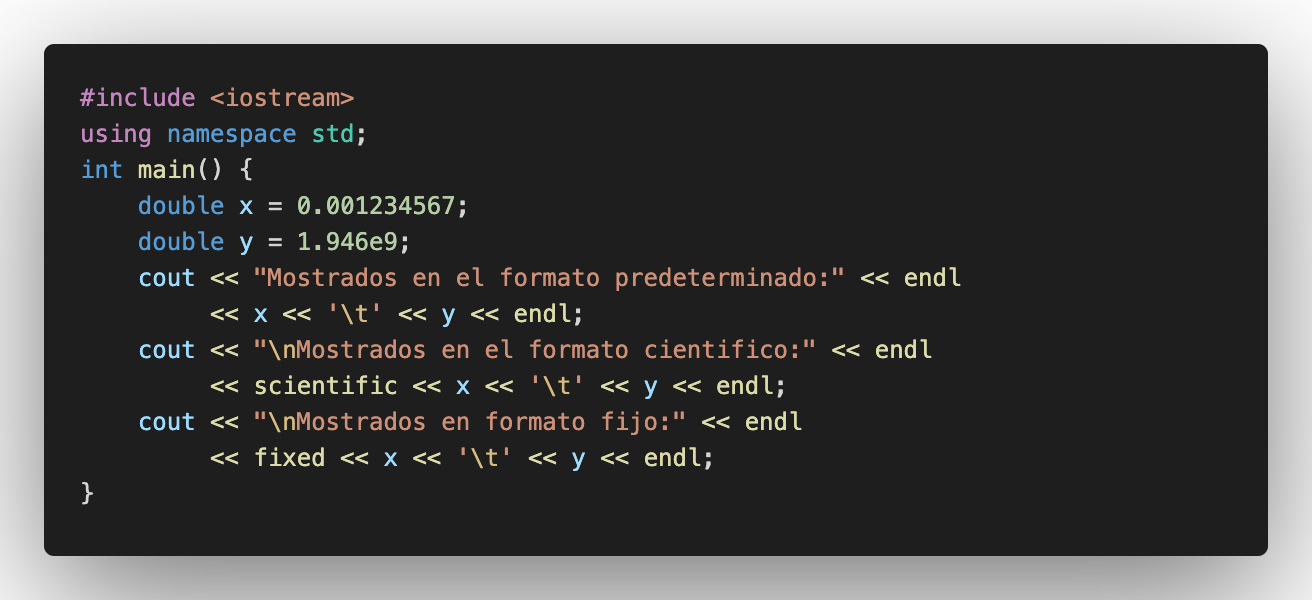 #include <iostream>
using namespace std;
int main() {
    double x = 0.001234567;
    double y = 1.946e9;
    cout << "Mostrados en el formato predeterminado:" << endl
         << x << '\t' << y << endl;
    cout << "\nMostrados en el formato cientifico:" << endl
         << scientific << x << '\t' << y << endl;
    cout << "\nMostrados en formato fijo:" << endl
         << fixed << x << '\t' << y << endl;
}